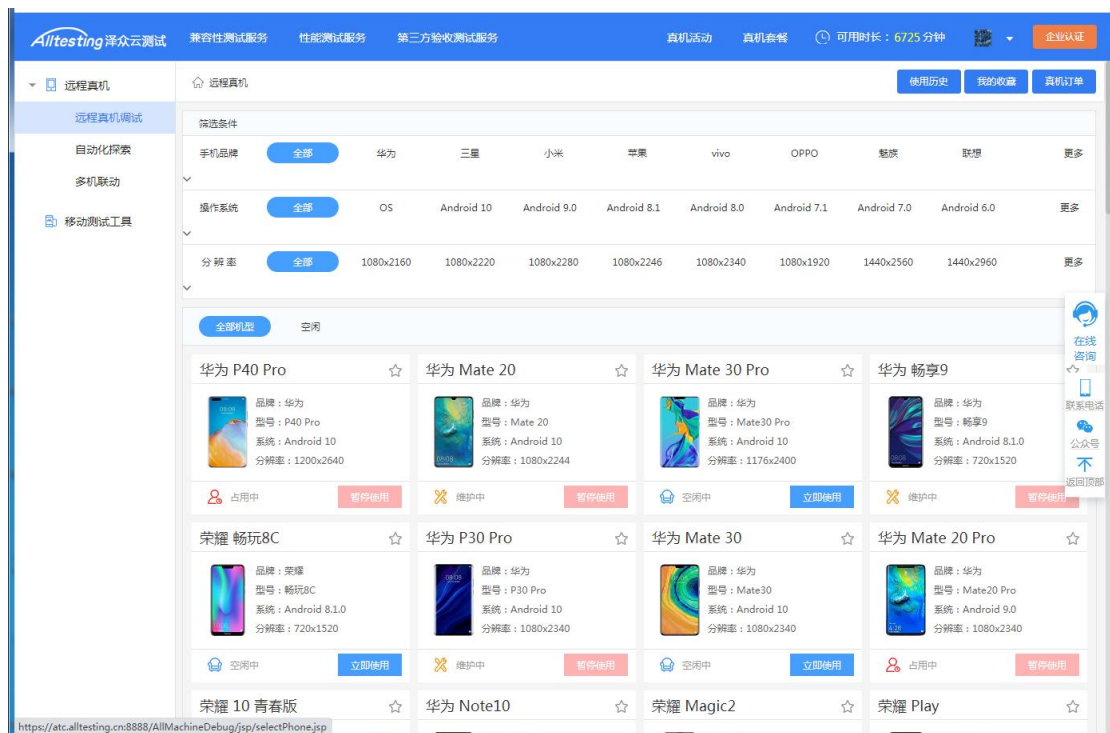 Alltesting泽众云测试 兼容性测试服务 性能测试服务 第三方验收测试服务 真机活动 真机套餐 可用时长：6725分钟 企业认证
远程真机 远程真机 使用历史 我的收藏 真机订单
远程真机调试
自动化探索
多机联动
移动测试工具
筛选条件
手机品牌 全部 华为 三星 小米 苹果 vivo OPPO 魅族 联想 更多
操作系统 全部 OS Android 10 Android 9.0 Android 8.1 Android 8.0 Android 7.1 Android 7.0 Android 6.0 更多
分辨率 全部 1080x2160 1080x2220 1080x2280 1080x2246 1080x2340 1080x1920 1440x2560 1440x2960 更多
全部机型 空闲
在线
咨询
联系电话
公众号
返回顶部
华为 P40 Pro 华为 Mate 20 华为 Mate 30 Pro 华为 畅享9
品牌：华为 品牌：华为 品牌：华为 品牌：华为
型号：P40 Pro 型号：Mate 20 型号：Mate30 Pro 型号：畅享9
系统：Android 10 系统：Android 10 系统：Android 10 系统：Android 8.1.0
分辨率：1200x2640 分辨率：1080x2244 分辨率：1176x2400 分辨率：720x1520
占用中 暂停使用 维护中 暂停使用 空闲中 立即使用 维护中 暂停使用
荣耀 畅玩8C 华为 P30 Pro 华为 Mate 30 华为 Mate 20 Pro
品牌：荣耀 品牌：华为 品牌：华为 品牌：华为
型号：畅玩8C 型号：P30 Pro 型号：Mate30 型号：Mate20 Pro
系统：Android 8.1.0 系统：Android 10 系统：Android 10 系统：Android 9.0
分辨率：720x1520 分辨率：1080x2340 分辨率：1080x2340 分辨率：1080x2340
空闲中 立即使用 维护中 暂停使用 空闲中 立即使用 占用中 暂停使用
荣耀 10 青春版 华为 Note10 荣耀 Magic2 荣耀 Play
https://atc.alltesting.cn:8888/AllMachineDebug/jsp/selectPhone.jsp